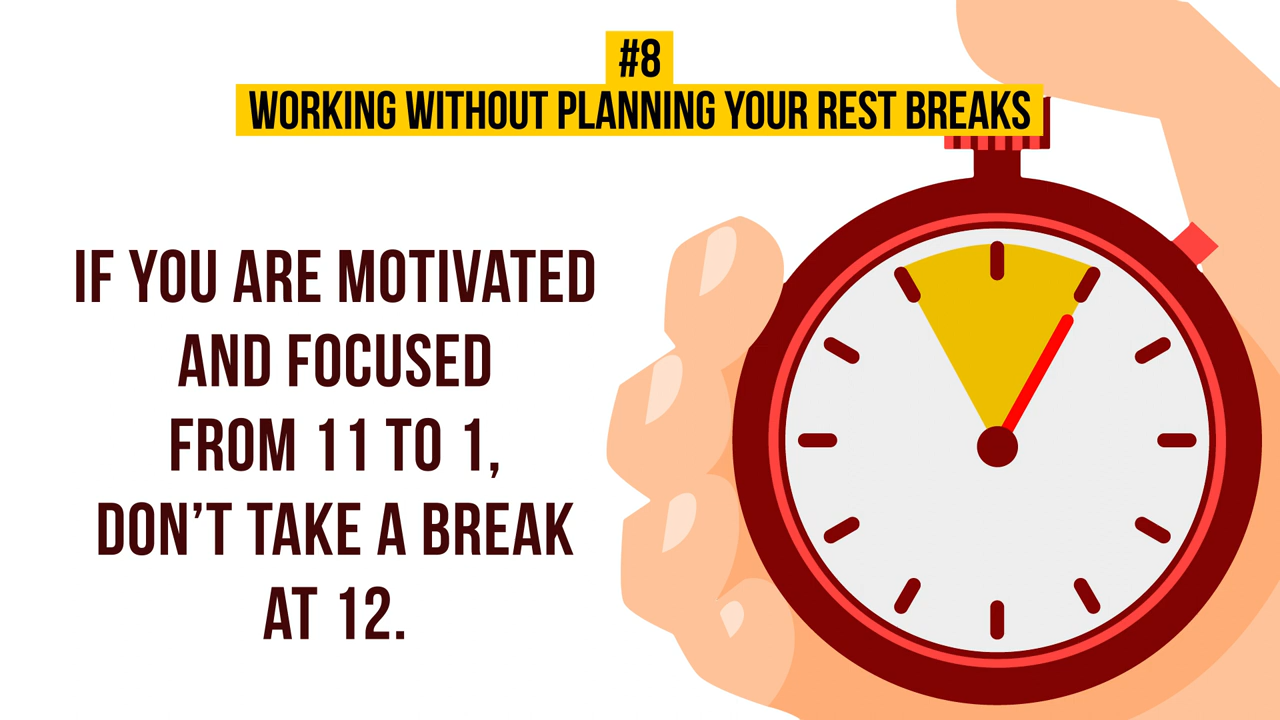 #8
WORKING WITHOUT PLANNING YOUR REST BREAKS
IF YOU ARE MOTIVATED
AND FOCUSED
FROM 11 TO 1,
DON’T TAKE A BREAK
AT 12.